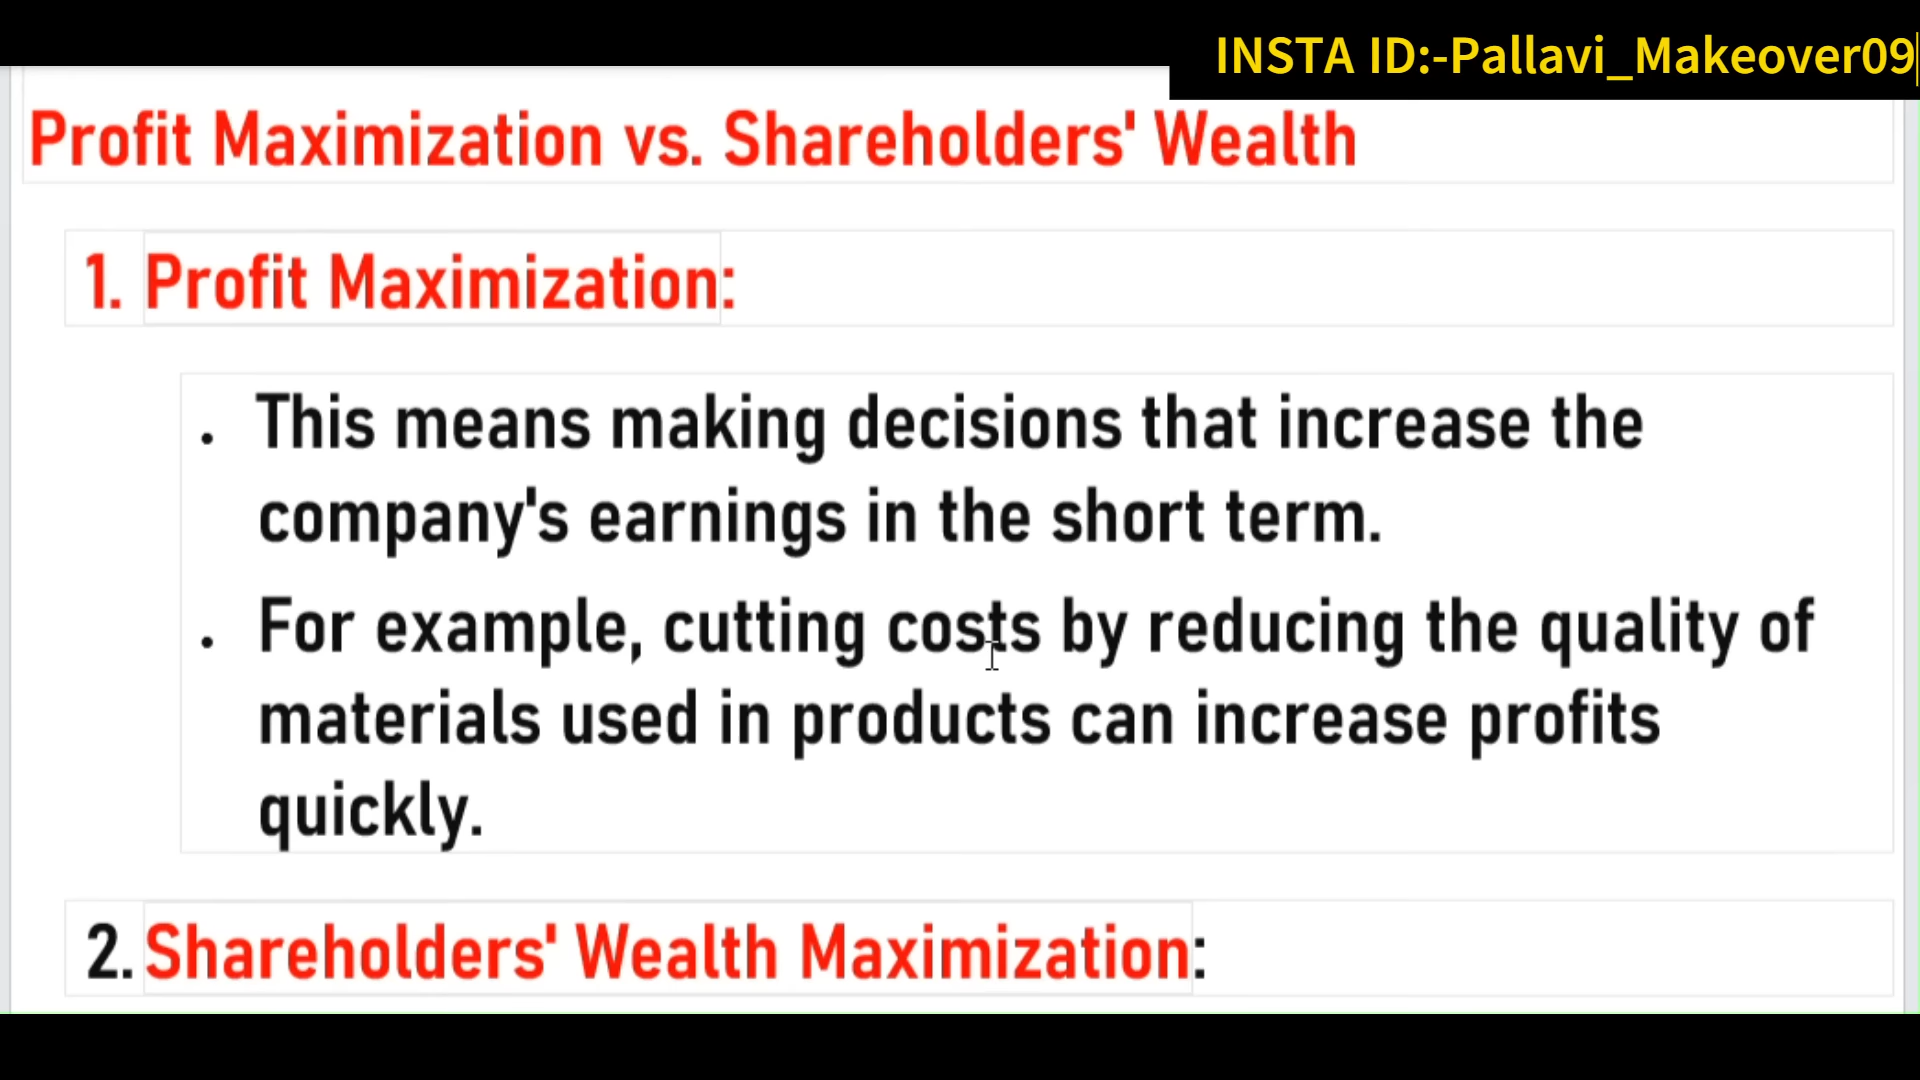 INSTA ID:-Pallavi_Makeover09
Profit Maximization vs. Shareholders' Wealth
1. Profit Maximization:
• This means making decisions that increase the
company's earnings in the short term.
• For example, cutting costs by reducing the quality of
materials used in products can increase profits
quickly.
2. Shareholders' Wealth Maximization: